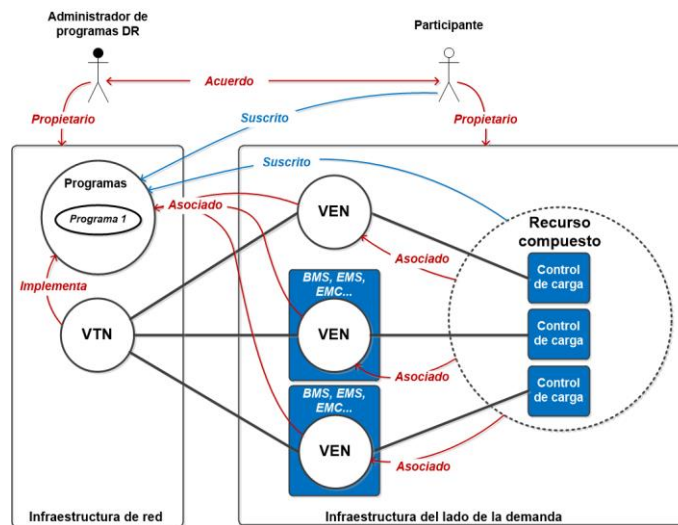 Administrador de
programas DR
Participante
Acuerdo
Propietario
Suscrito
Propietario
Suscrito
Programas
Programa 1
Asociado
VEN
Recurso
compuesto
Implementa
Asociado
Control
de carga
BMS, EMS,
EMC...
VTN
VEN
Control
de carga
Asociado
Control
de carga
BMS, EMS,
EMC...
VEN
Asociado
Infraestructura de red
Infraestructura del lado de la demanda